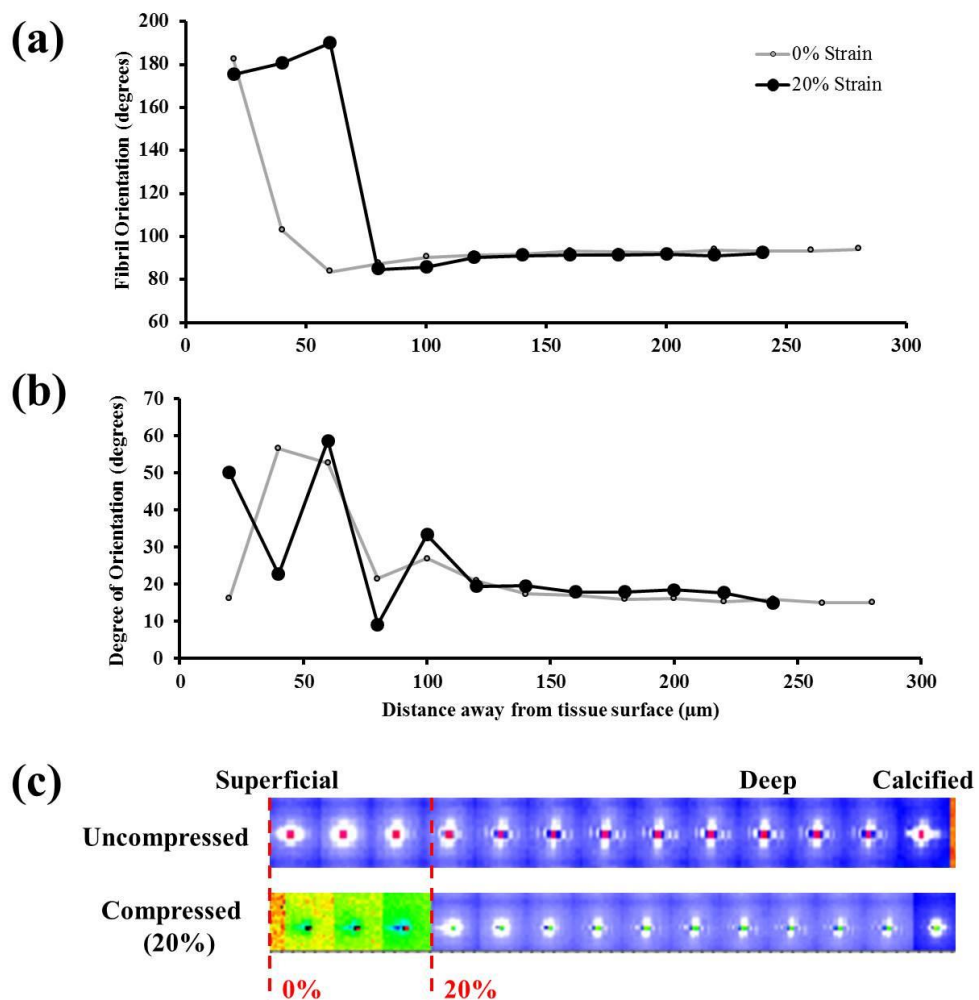 (a)
200
180
160
140
120
100
80
60
Fibril Orientation (degrees)
0% Strain
20% Strain
0 50 100 150 200 250 300
(b)
70
60
50
40
30
20
10
0
Degree of Orientation (degrees)
0 50 100 150 200 250 300
Distance away from tissue surface (µm)
(c)
Superficial Deep Calcified
Uncompressed
Compressed
(20%)
0% 20%